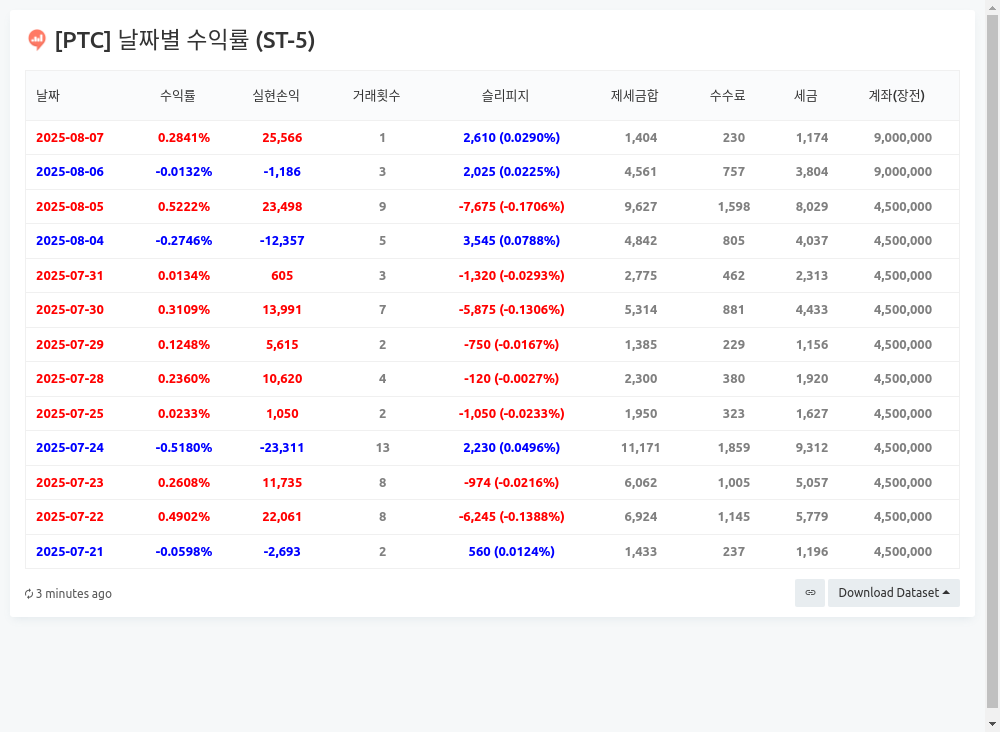 [PTC] 날짜별 수익률 (ST-5)
날짜 수익률 실현손익 거래횟수 슬리피지 제세금합 수수료 세금 계좌(장전)
2025-08-07 0.2841% 25,566 1 2,610 (0.0290%) 1,404 230 1,174 9,000,000
2025-08-06 -0.0132% -1,186 3 2,025 (0.0225%) 4,561 757 3,804 9,000,000
2025-08-05 0.5222% 23,498 9 -7,675 (-0.1706%) 9,627 1,598 8,029 4,500,000
2025-08-04 -0.2746% -12,357 5 3,545 (0.0788%) 4,842 805 4,037 4,500,000
2025-07-31 0.0134% 605 3 -1,320 (-0.0293%) 2,775 462 2,313 4,500,000
2025-07-30 0.3109% 13,991 7 -5,875 (-0.1306%) 5,314 881 4,433 4,500,000
2025-07-29 0.1248% 5,615 2 -750 (-0.0167%) 1,385 229 1,156 4,500,000
2025-07-28 0.2360% 10,620 4 -120 (-0.0027%) 2,300 380 1,920 4,500,000
2025-07-25 0.0233% 1,050 2 -1,050 (-0.0233%) 1,950 323 1,627 4,500,000
2025-07-24 -0.5180% -23,311 13 2,230 (0.0496%) 11,171 1,859 9,312 4,500,000
2025-07-23 0.2608% 11,735 8 -974 (-0.0216%) 6,062 1,005 5,057 4,500,000
2025-07-22 0.4902% 22,061 8 -6,245 (-0.1388%) 6,924 1,145 5,779 4,500,000
2025-07-21 -0.0598% -2,693 2 560 (0.0124%) 1,433 237 1,196 4,500,000
3 minutes ago Download Dataset